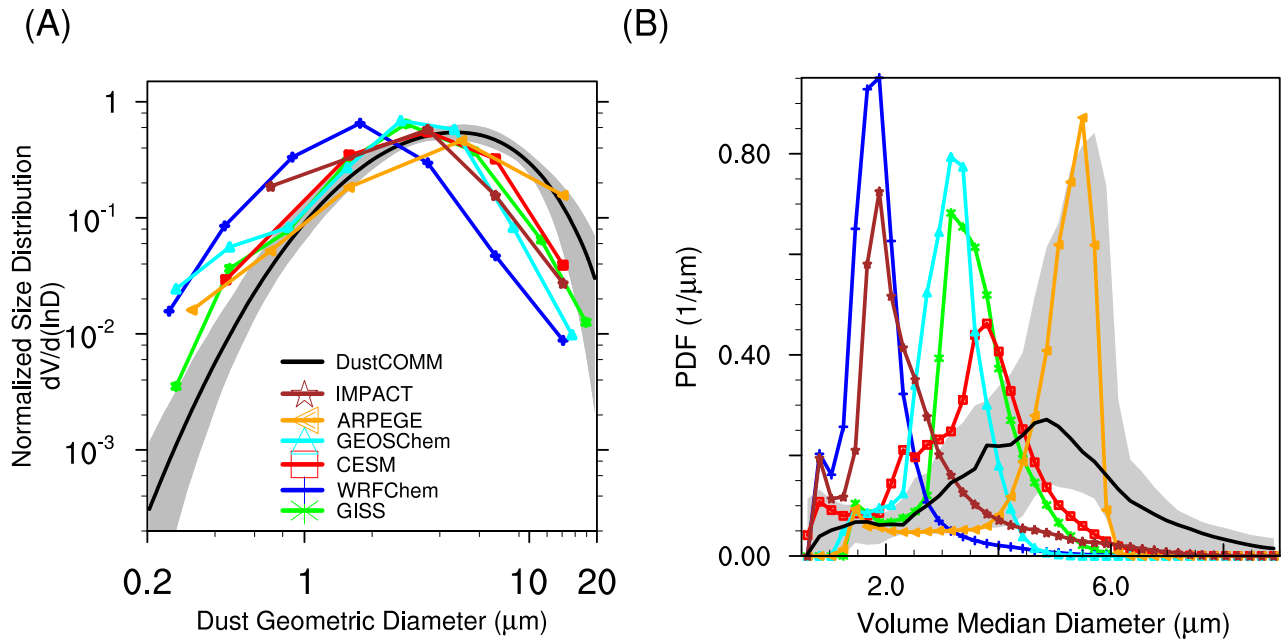 (A)
(B)
Normalized Size Distribution
dV/d(lnD)
1
10⁻¹
10⁻²
10⁻³
DustCOMM
IMPACT
ARPEGE
GEOSChem
CESM
WRFChem
GISS
0.2
1
10
20
Dust Geometric Diameter (μm)
PDF (1/μm)
0.80
0.40
0.00
2.0
6.0
Volume Median Diameter (μm)